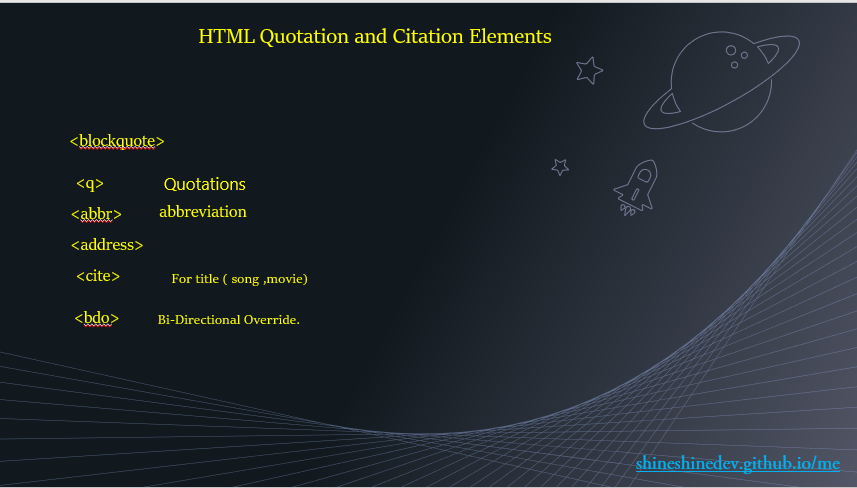 HTML Quotation and Citation Elements
<blockquote>
<q> Quotations
<abbr> abbreviation
<address>
<cite> For title ( song ,movie)
<bdo> Bi-Directional Override.
shineshinedev.github.io/me